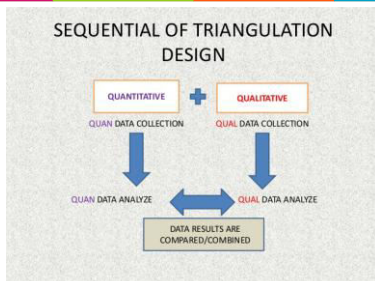 SEQUENTIAL OF TRIANGULATION
DESIGN
QUANTITATIVE
QUALITATIVE
QUAN DATA COLLECTION
QUAL DATA COLLECTION
QUAN DATA ANALYZE
QUAL DATA ANALYZE
DATA RESULTS ARE
COMPARED/COMBINED